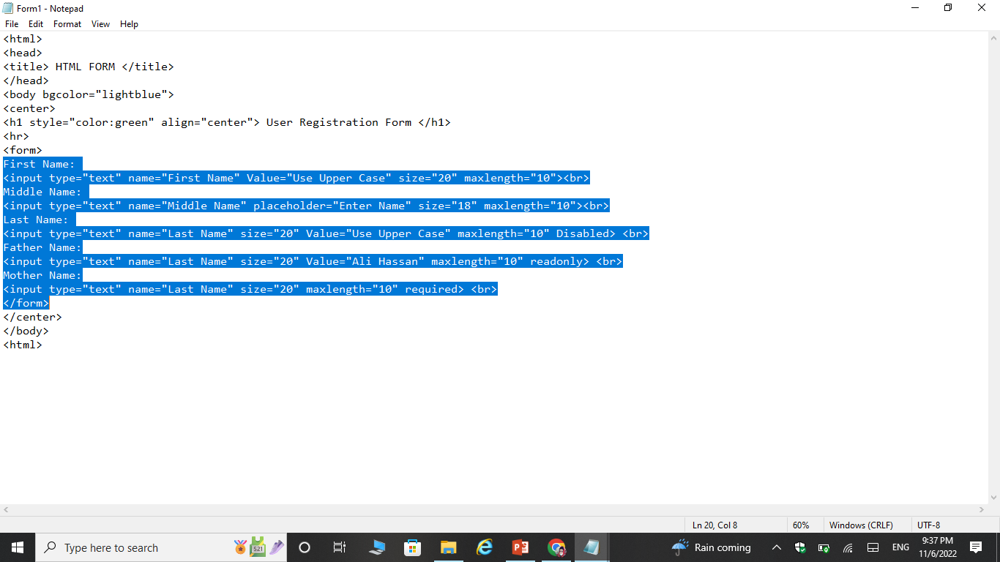 Form1 - Notepad
File Edit Format View Help
<html>
<head>
<title> HTML FORM </title>
</head>
<body bgcolor="lightblue">
<center>
<h1 style="color:green" align="center"> User Registration Form </h1>
<hr>
<form>
First Name:
<input type="text" name="First Name" Value="Use Upper Case" size="20" maxlength="10"><br>
Middle Name:
<input type="text" name="Middle Name" placeholder="Enter Name" size="18" maxlength="10"><br>
Last Name:
<input type="text" name="Last Name" size="20" Value="Use Upper Case" maxlength="10" Disabled> <br>
Father Name:
<input type="text" name="Last Name" size="20" Value="Ali Hassan" maxlength="10" readonly> <br>
Mother Name:
<input type="text" name="Last Name" size="20" maxlength="10" required> <br>
</form>
</center>
</body>
<html>
Ln 20, Col 8 60% Windows (CRLF) UTF-8
Type here to search 521 Rain coming ENG 9:37 PM
11/6/2022